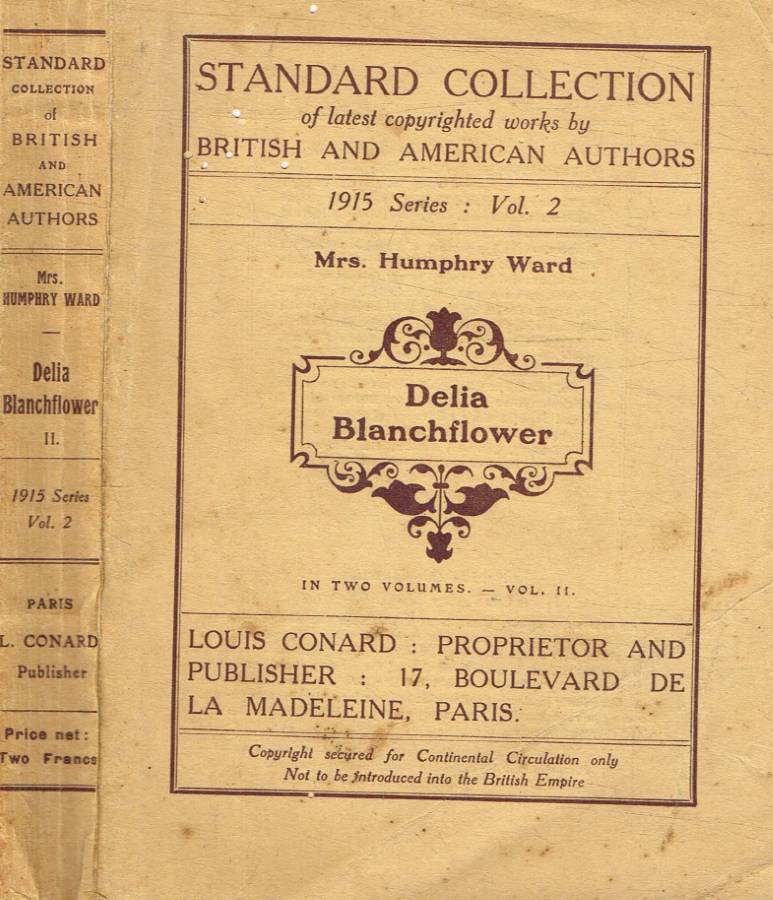 STANDARD
COLLECTION
of
BRITISH
AND
AMERICAN
AUTHORS
Mrs.
HUMPHRY WARD
Delia
Blanchflower
II.
1915 Series
Vol. 2
PARIS
L. CONARD
Publisher
Price net:
Two Francs
STANDARD COLLECTION
of latest copyrighted works by
BRITISH AND AMERICAN AUTHORS
1915 Series : Vol. 2
Mrs. Humphry Ward
Delia
Blanchflower
IN TWO VOLUMES. — VOL. II.
LOUIS CONARD : PROPRIETOR AND
PUBLISHER : 17, BOULEVARD DE
LA MADELEINE, PARIS.
Copyright secured for Continental Circulation only
Not to be introduced into the British Empire